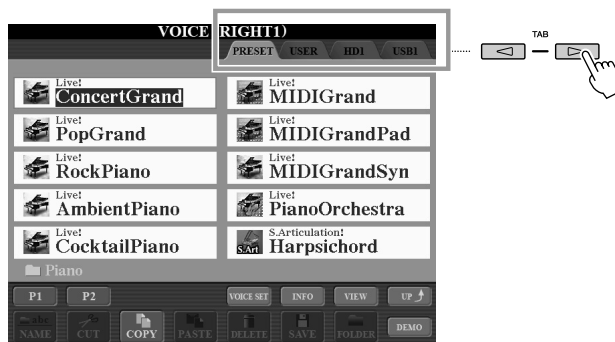 VOICE (RIGHT1)
PRESET USER HD1 USB1
TAB
Live!
ConcertGrand
Live!
MIDIGrand
Live!
PopGrand
Live!
MIDIGrandPad
Live!
RockPiano
Live!
MIDIGrandSyn
Live!
AmbientPiano
Live!
PianoOrchestra
Live!
CocktailPiano
S.Art
S.Articulation!
Harpsichord
Piano
P1 P2 VOICE SET INFO VIEW UP
abc
NAME CUT COPY PASTE DELETE SAVE FOLDER DEMO